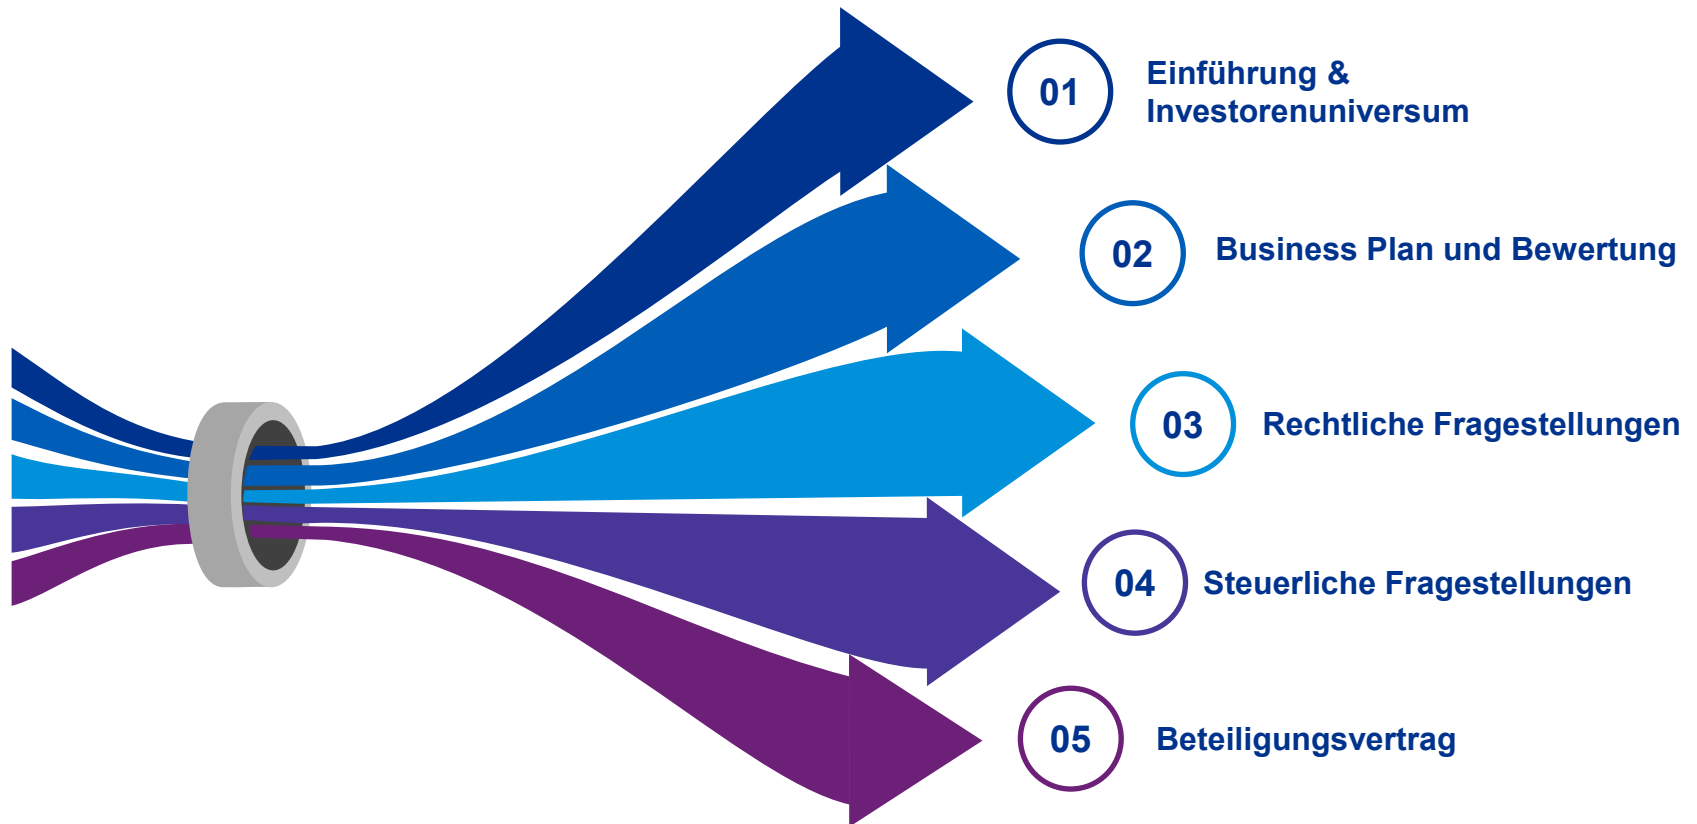 01
Einführung &
Investorenuniversum
02
Business Plan und Bewertung
03
Rechtliche Fragestellungen
04
Steuerliche Fragestellungen
05
Beteiligungsvertrag